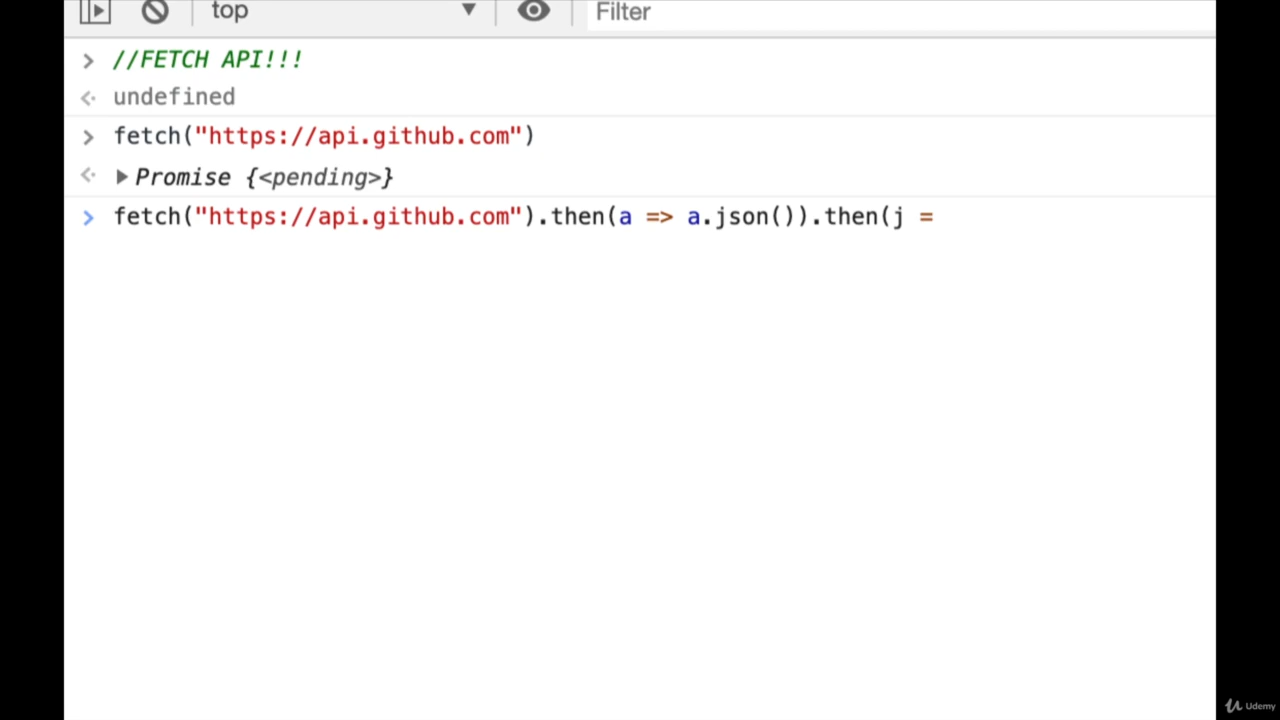 top Filter
//FETCH API!!!
undefined
fetch("https://api.github.com")
Promise {<pending>}
fetch("https://api.github.com").then(a => a.json()).then(j =
Udemy